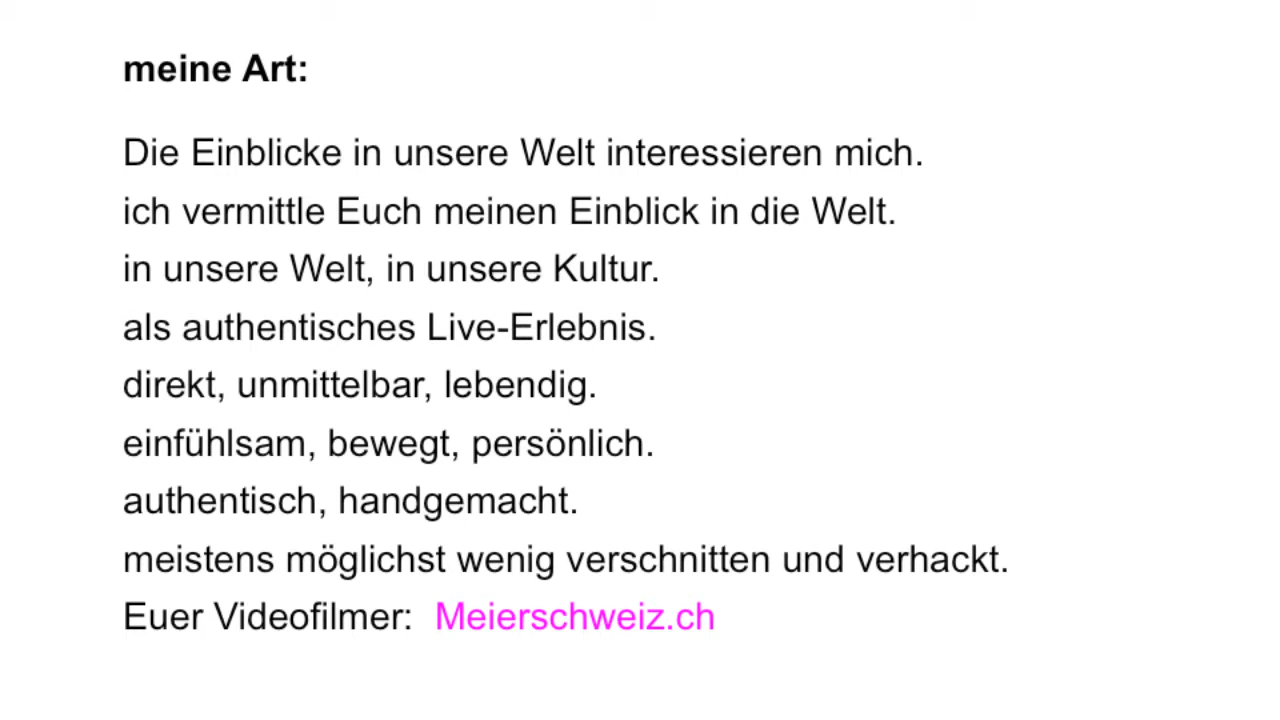 meine Art:
Die Einblicke in unsere Welt interessieren mich.
ich vermittle Euch meinen Einblick in die Welt.
in unsere Welt, in unsere Kultur.
als authentisches Live-Erlebnis.
direkt, unmittelbar, lebendig.
einfühlsam, bewegt, persönlich.
authentisch, handgemacht.
meistens möglichst wenig verschnitten und verhackt.
Euer Videofilmer: Meierschweiz.ch